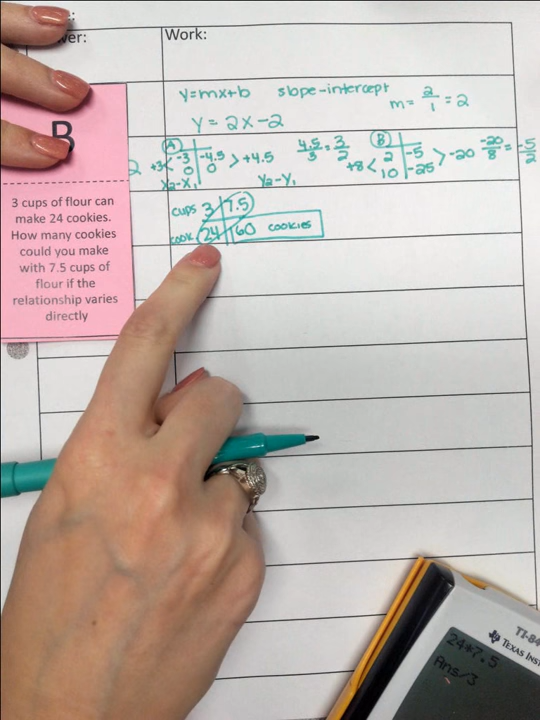 Work:
y=mx+b slope-intercept m= 2/1 = 2
y = 2x-2
B
3 cups of flour can
make 24 cookies.
How many cookies
could you make
with 7.5 cups of
flour if the
relationship varies
directly
2 +3 < -3 | -4.5 > +4.5 4.5/3 = 3/2 +8 < 2 | -5 > -20 -20/8 = -5/2
0 | 0 10 | -25
A
B
x2-x1 y2-y1
cups 3 | 7.5
cook. 24 | 60 cookies
TI-84
TEXAS INST
24*7.5
Ans/3